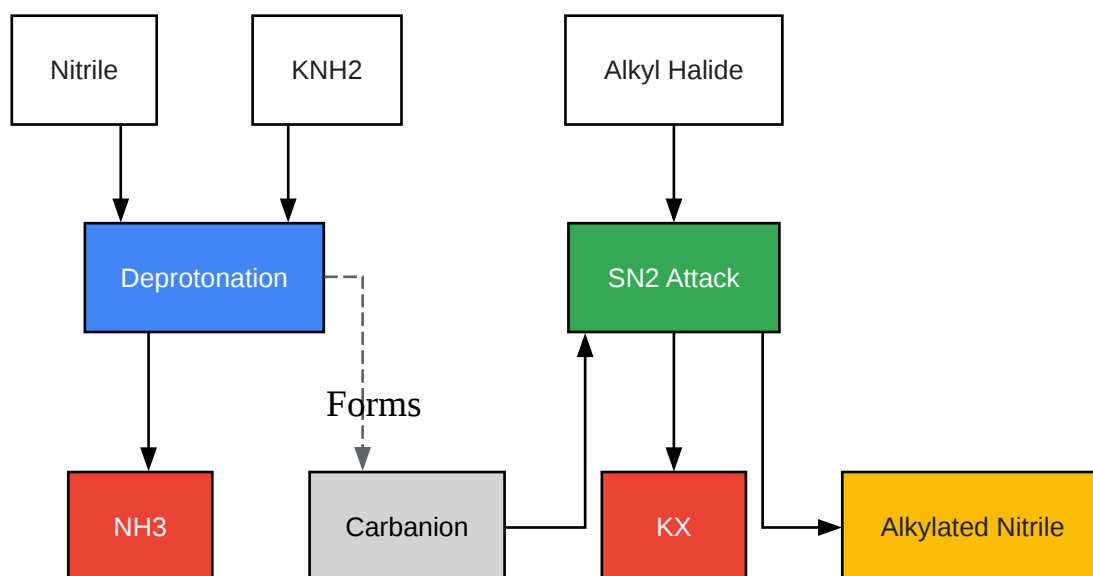 Nitrile
KNH2
Alkyl Halide
Deprotonation
SN2 Attack
Forms
NH3
Carbanion
KX
Alkylated Nitrile